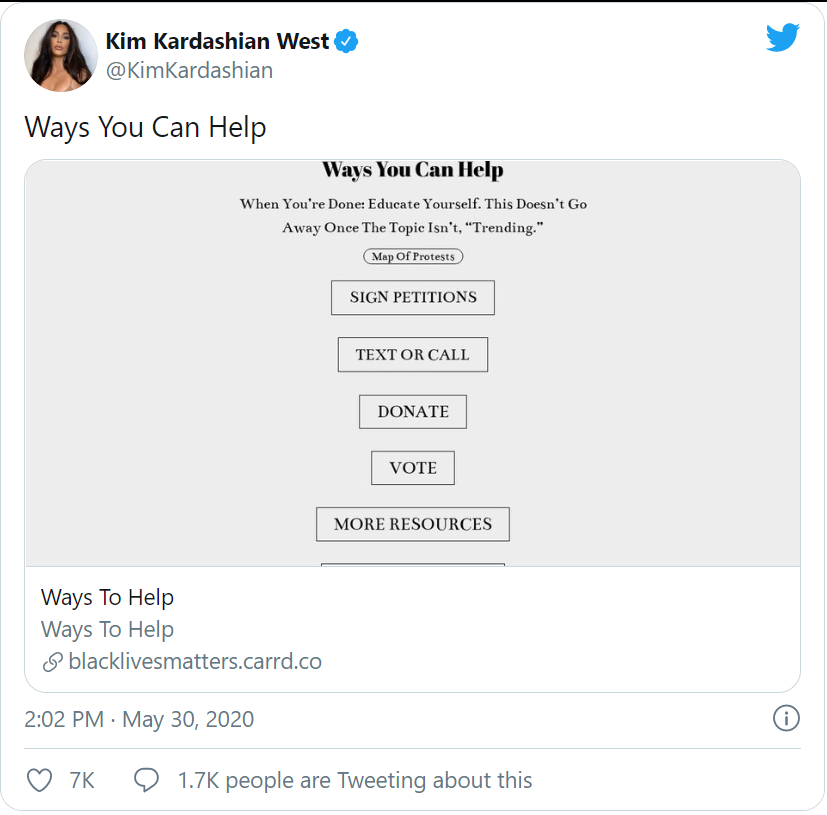 Kim Kardashian West
@KimKardashian
Ways You Can Help
Ways You Can Help
When You're Done: Educate Yourself. This Doesn't Go
Away Once The Topic Isn't, “Trending.”
Map Of Protests
SIGN PETITIONS
TEXT OR CALL
DONATE
VOTE
MORE RESOURCES
Ways To Help
Ways To Help
blacklivesmatters.carrd.co
2:02 PM · May 30, 2020
7K 1.7K people are Tweeting about this